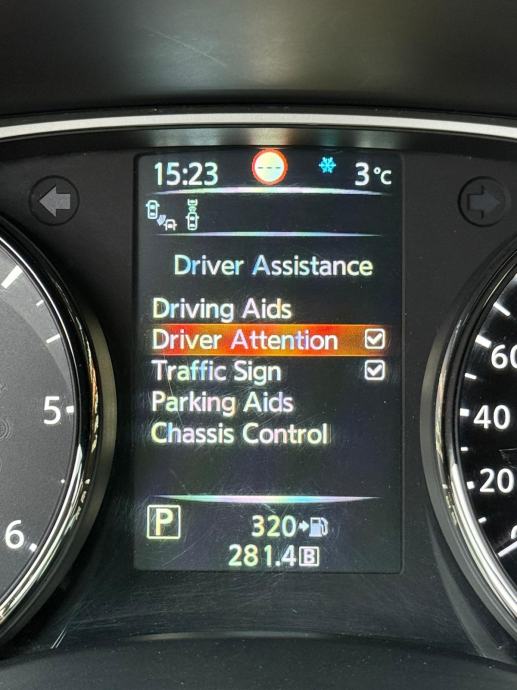 15:23 --- 3°C
Driver Assistance
Driving Aids
Driver Attention
Traffic Sign
Parking Aids
Chassis Control
P 320
281.4 B
5
6
60
40
20